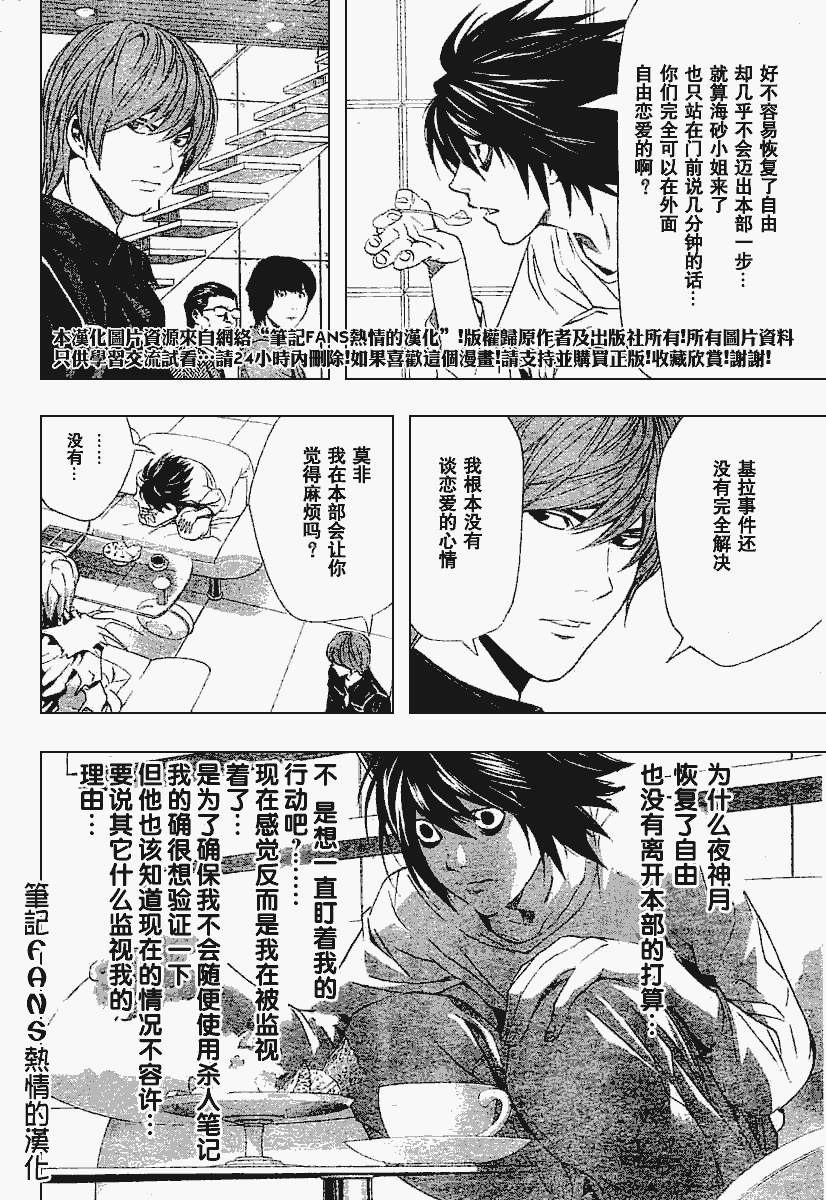 好不容易恢复了自由
却几乎不会迈出本部一步…
就算海砂小姐来了
也只站在门前说几分钟的话…
你们完全可以在外面
自由恋爱的啊？
本漢化圖片資源來自網絡“筆記FANS熱情的漢化”!版權歸原作者及出版社所有!所有圖片資料
只供學習交流試看…請24小時內刪除!如果喜歡這個漫畫!請支持並購買正版!收藏欣賞!謝謝!
基拉事件还
没有完全解决
我根本没有
谈恋爱的心情
莫非
我在本部会让你
觉得麻烦吗？
……
没有…
为什么夜神月
恢复了自由
也没有离开本部的打算…
不 是想一直盯着我的
行动吧？……
现在感觉反而是我在被监视
着了…
是为了确保我不会随便使用杀人笔记
我的确很想验证一下
但他也该知道现在的情况不容许…
要说其它什么监视我的
理由…
筆記FANS熱情的漢化